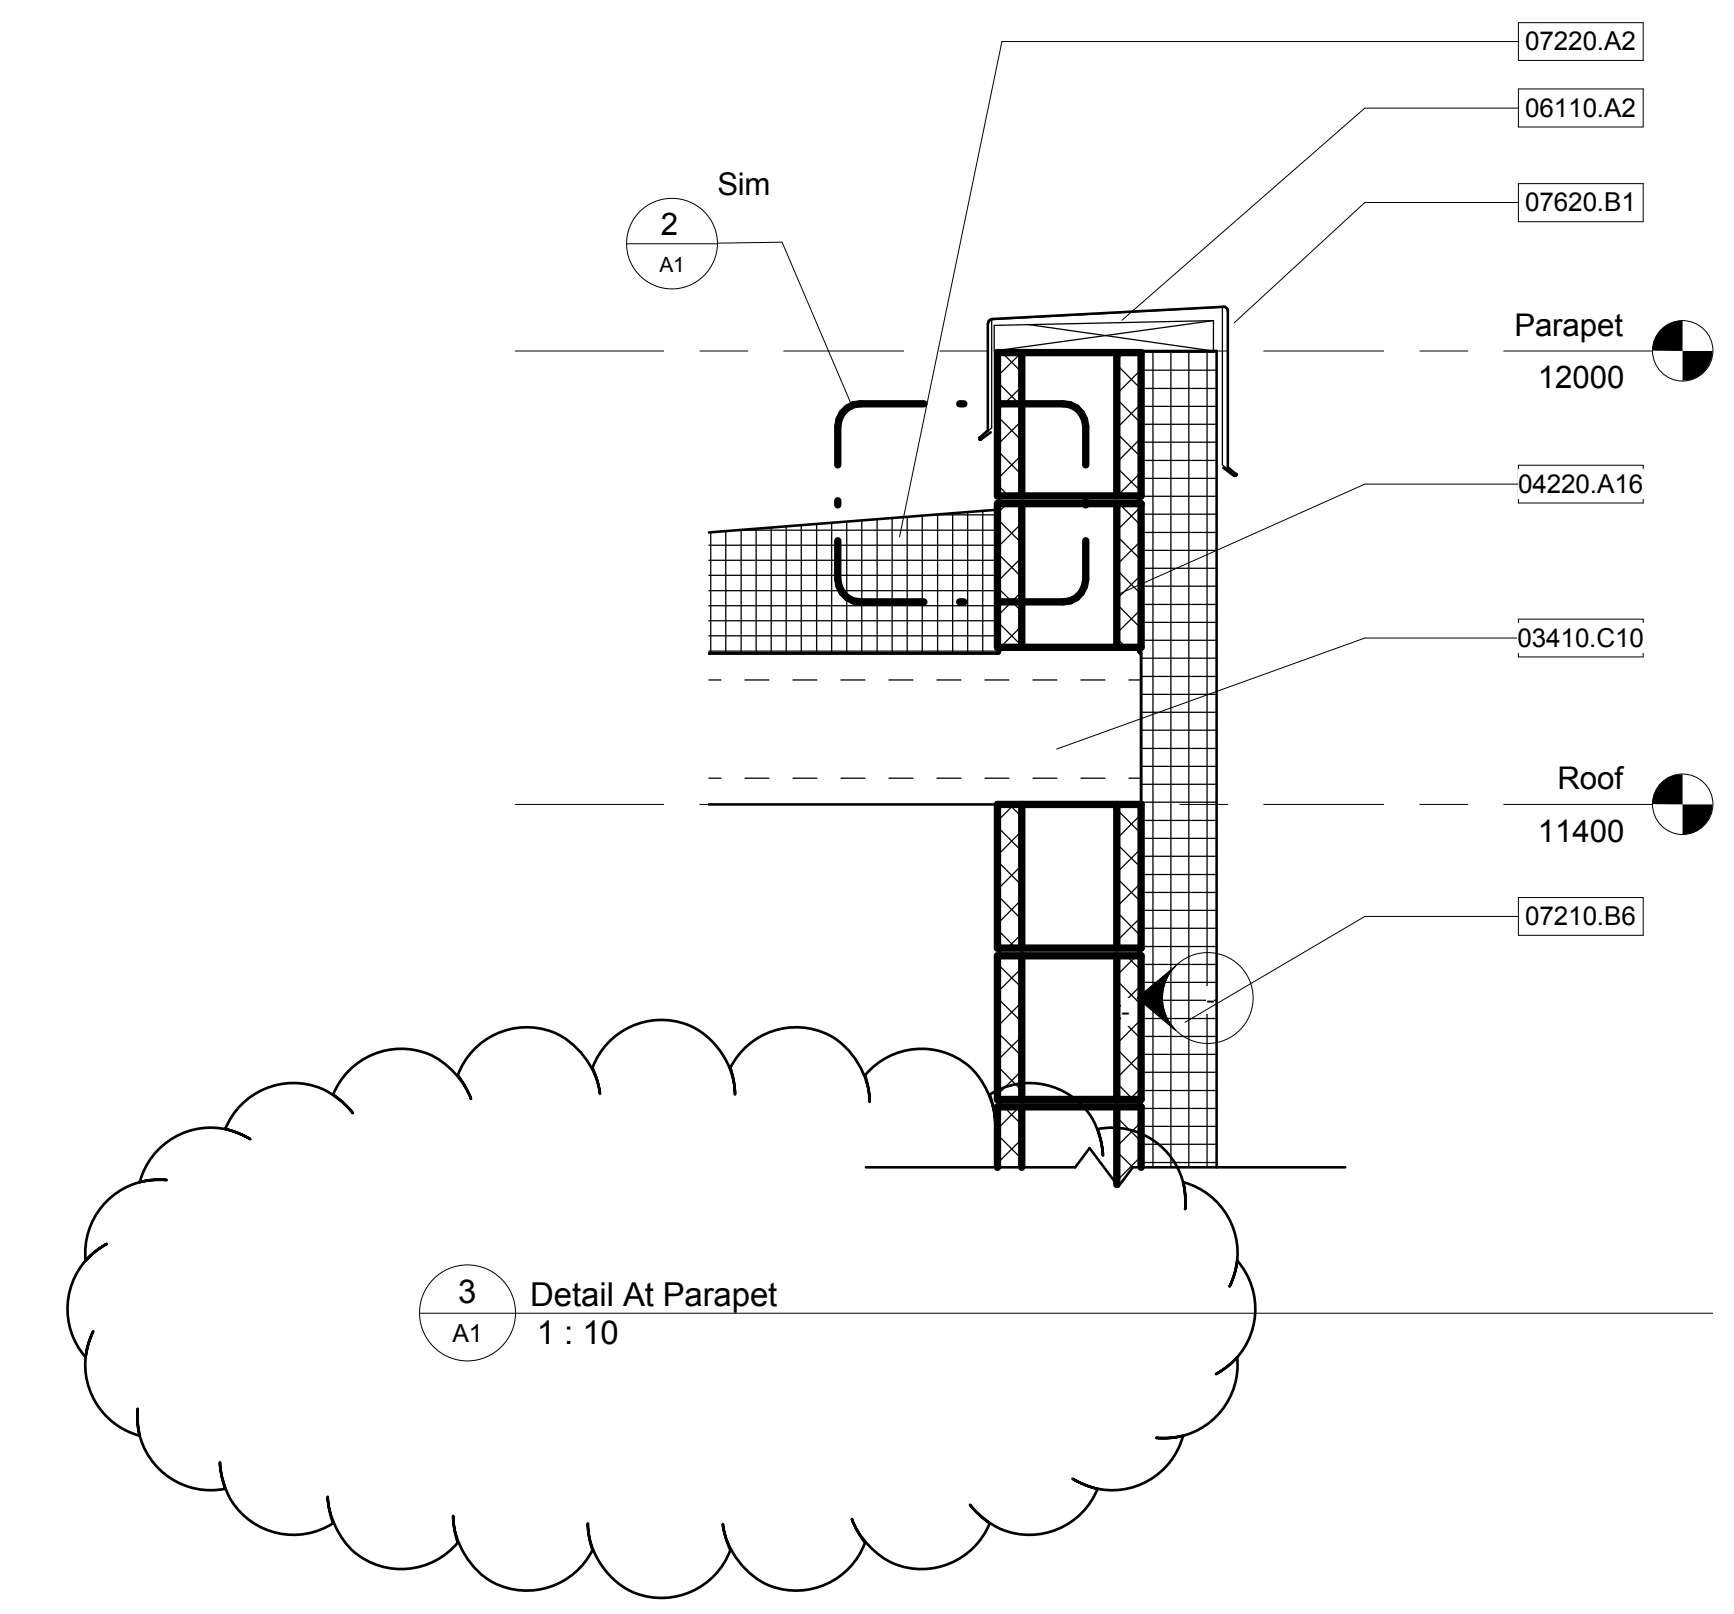 07220.A2
06110.A2
Sim
07620.B1
2
A1
Parapet
12000
04220.A16
03410.C10
Roof
11400
07210.B6
-
-
3
Detail At Parapet
A1
1 : 10